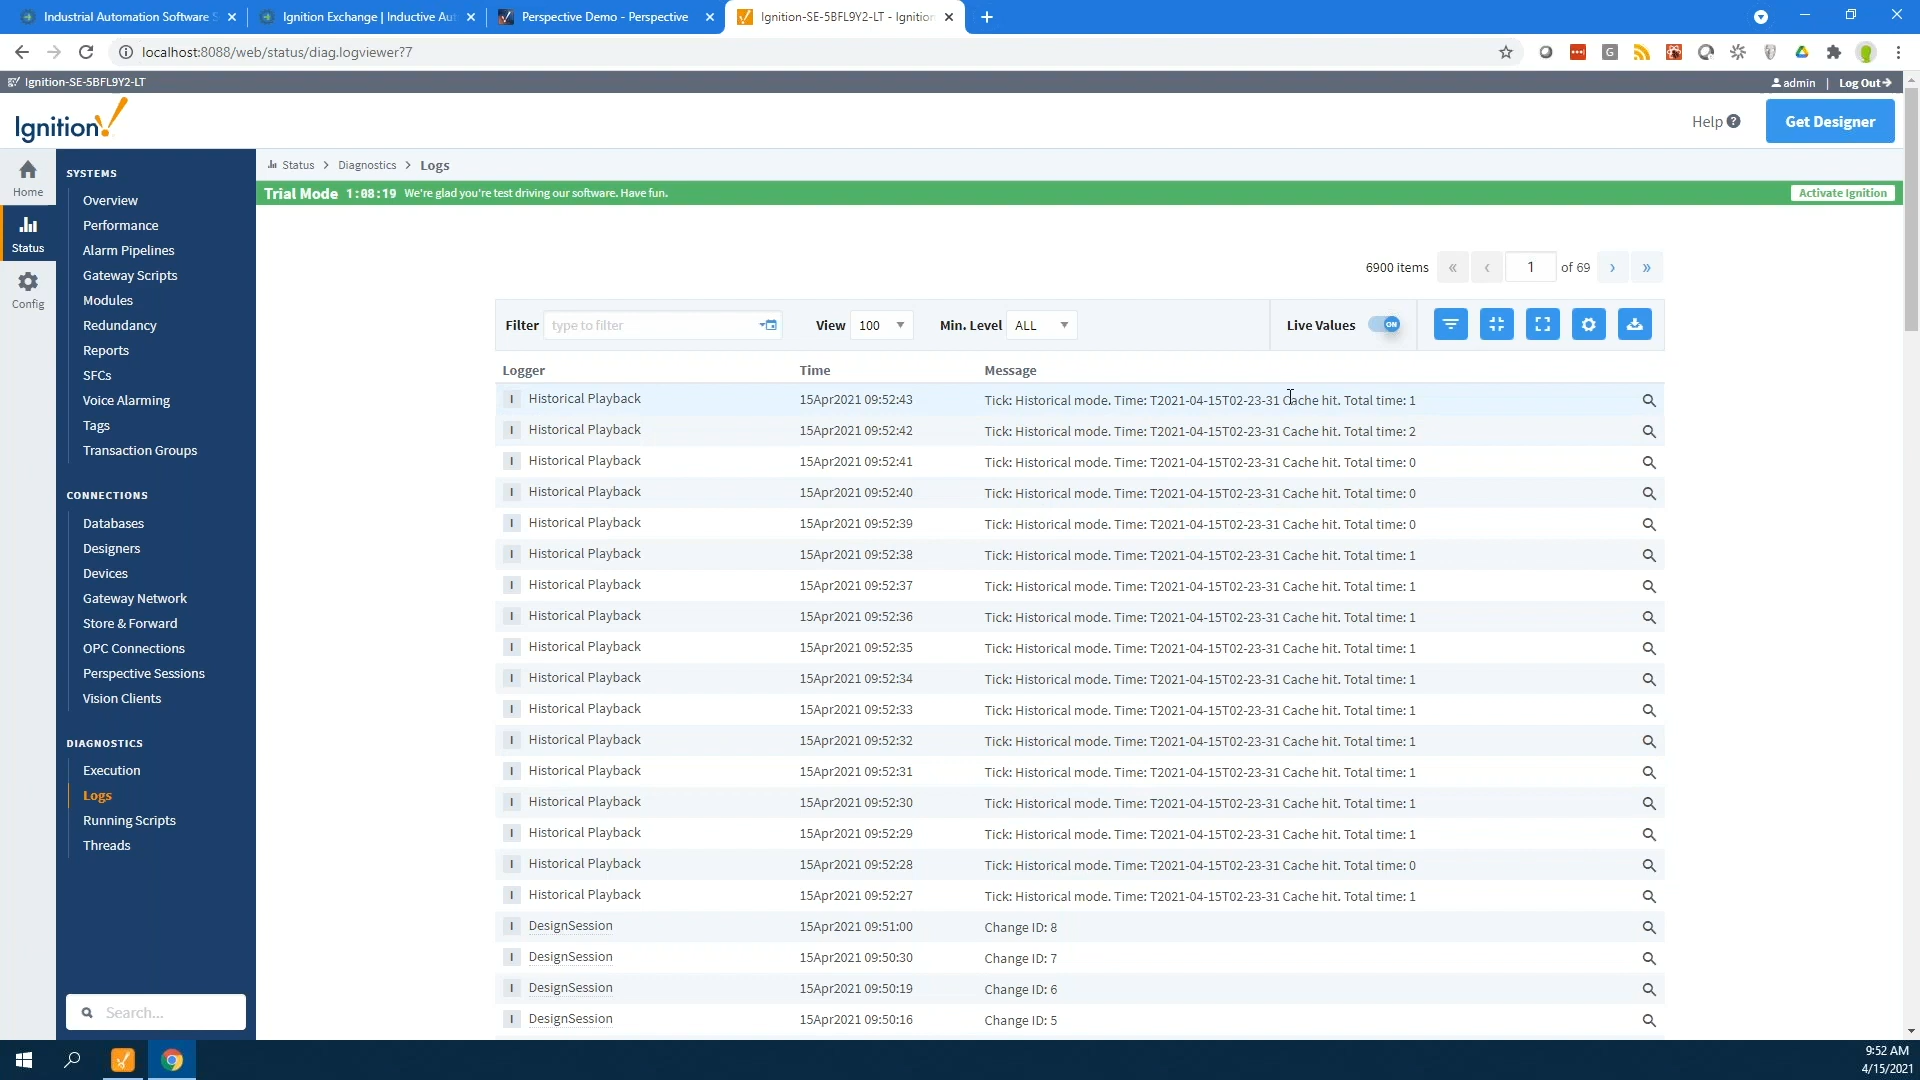 Industrial Automation Software S
Ignition Exchange | Inductive Aut
Perspective Demo - Perspective
Ignition-SE-5BFL9Y2-LT - Ignition
localhost:8088/web/status/diag.logviewer?7
Ignition-SE-5BFL9Y2-LT
admin | Log Out
Ignition!
Help
Get Designer
Home
Status
Config
SYSTEMS
Overview
Performance
Alarm Pipelines
Gateway Scripts
Modules
Redundancy
Reports
SFCs
Voice Alarming
Tags
Transaction Groups
CONNECTIONS
Databases
Designers
Devices
Gateway Network
Store & Forward
OPC Connections
Perspective Sessions
Vision Clients
DIAGNOSTICS
Execution
Logs
Running Scripts
Threads
Search...
Status > Diagnostics > Logs
Trial Mode 1:08:19 We're glad you're test driving our software. Have fun.
Activate Ignition
6900 items « ‹ 1 of 69 › »
Filter type to filter View 100 Min. Level ALL Live Values ON
Logger Time Message
I Historical Playback 15Apr2021 09:52:43 Tick: Historical mode. Time: T2021-04-15T02-23-31 Cache hit. Total time: 1
I Historical Playback 15Apr2021 09:52:42 Tick: Historical mode. Time: T2021-04-15T02-23-31 Cache hit. Total time: 2
I Historical Playback 15Apr2021 09:52:41 Tick: Historical mode. Time: T2021-04-15T02-23-31 Cache hit. Total time: 0
I Historical Playback 15Apr2021 09:52:40 Tick: Historical mode. Time: T2021-04-15T02-23-31 Cache hit. Total time: 0
I Historical Playback 15Apr2021 09:52:39 Tick: Historical mode. Time: T2021-04-15T02-23-31 Cache hit. Total time: 0
I Historical Playback 15Apr2021 09:52:38 Tick: Historical mode. Time: T2021-04-15T02-23-31 Cache hit. Total time: 1
I Historical Playback 15Apr2021 09:52:37 Tick: Historical mode. Time: T2021-04-15T02-23-31 Cache hit. Total time: 1
I Historical Playback 15Apr2021 09:52:36 Tick: Historical mode. Time: T2021-04-15T02-23-31 Cache hit. Total time: 1
I Historical Playback 15Apr2021 09:52:35 Tick: Historical mode. Time: T2021-04-15T02-23-31 Cache hit. Total time: 1
I Historical Playback 15Apr2021 09:52:34 Tick: Historical mode. Time: T2021-04-15T02-23-31 Cache hit. Total time: 1
I Historical Playback 15Apr2021 09:52:33 Tick: Historical mode. Time: T2021-04-15T02-23-31 Cache hit. Total time: 1
I Historical Playback 15Apr2021 09:52:32 Tick: Historical mode. Time: T2021-04-15T02-23-31 Cache hit. Total time: 1
I Historical Playback 15Apr2021 09:52:31 Tick: Historical mode. Time: T2021-04-15T02-23-31 Cache hit. Total time: 1
I Historical Playback 15Apr2021 09:52:30 Tick: Historical mode. Time: T2021-04-15T02-23-31 Cache hit. Total time: 1
I Historical Playback 15Apr2021 09:52:29 Tick: Historical mode. Time: T2021-04-15T02-23-31 Cache hit. Total time: 1
I Historical Playback 15Apr2021 09:52:28 Tick: Historical mode. Time: T2021-04-15T02-23-31 Cache hit. Total time: 0
I Historical Playback 15Apr2021 09:52:27 Tick: Historical mode. Time: T2021-04-15T02-23-31 Cache hit. Total time: 1
I DesignSession 15Apr2021 09:51:00 Change ID: 8
I DesignSession 15Apr2021 09:50:30 Change ID: 7
I DesignSession 15Apr2021 09:50:19 Change ID: 6
I DesignSession 15Apr2021 09:50:16 Change ID: 5
9:52 AM
4/15/2021